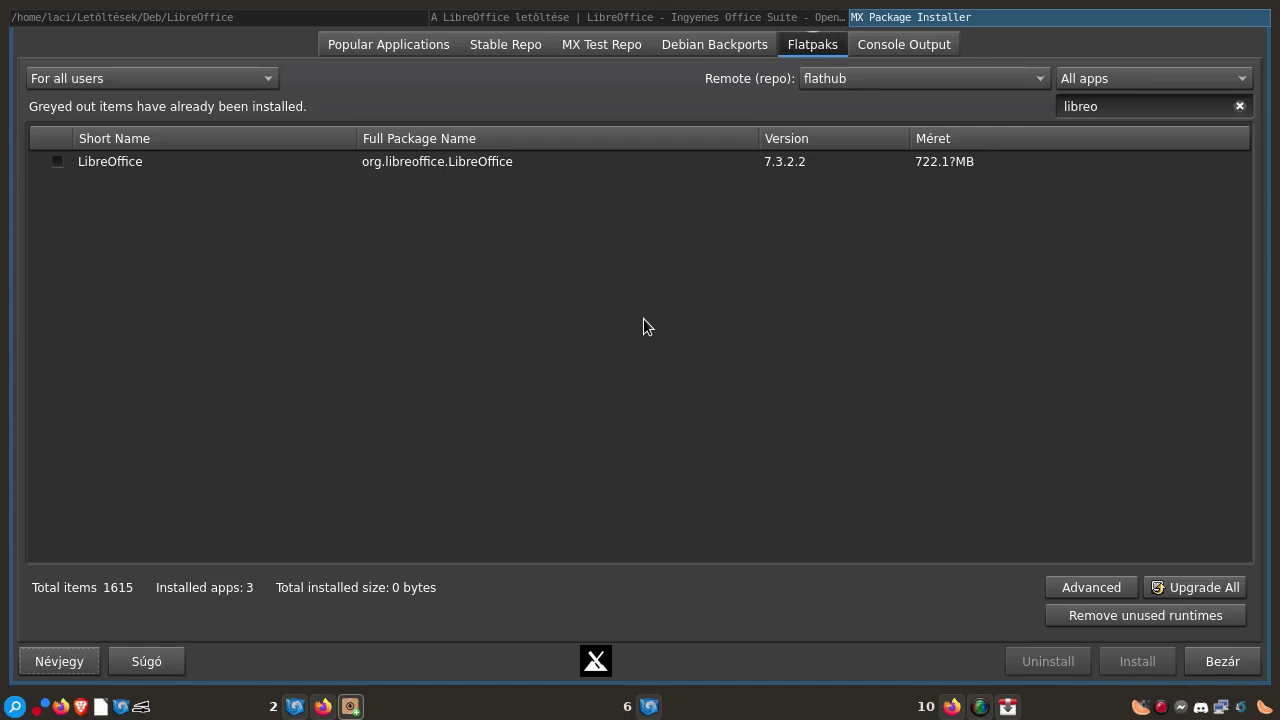 /home/laci/Letöltések/Deb/LibreOffice A LibreOffice letöltése | LibreOffice - Ingyenes Office Suite - Open… MX Package Installer
Popular Applications Stable Repo MX Test Repo Debian Backports Flatpaks Console Output
For all users Remote (repo): flathub All apps
Greyed out items have already been installed. libreo
Short Name Full Package Name Version Méret
LibreOffice org.libreoffice.LibreOffice 7.3.2.2 722.1?MB
Total items 1615 Installed apps: 3 Total installed size: 0 bytes Advanced Upgrade All
Remove unused runtimes
Névjegy Súgó Uninstall Install Bezár
2 6 10